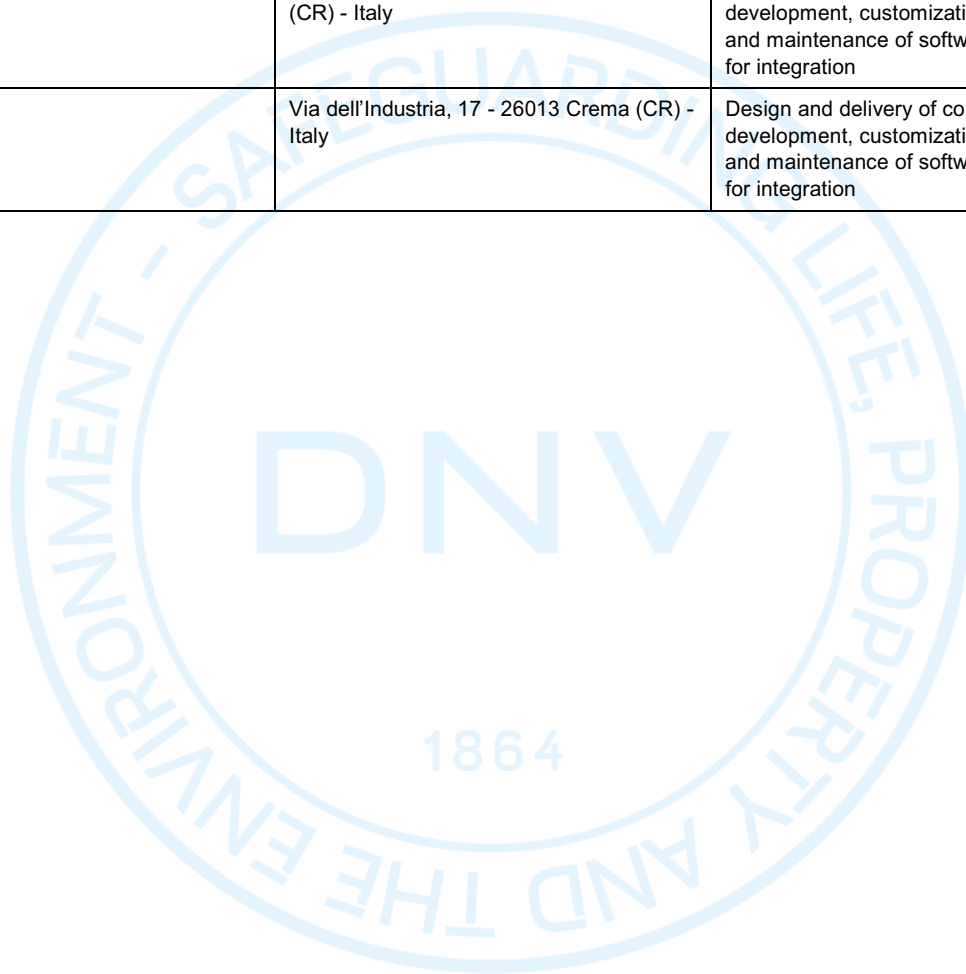 (CR) - Italy
development, customizati
and maintenance of softw
for integration
Via dell'Industria, 17 - 26013 Crema (CR) -
Italy
Design and delivery of co
development, customizati
and maintenance of softw
for integration
SAFEGUARDING LIFE, PROPERTY AND THE ENVIRONMENT -
DNV
1864